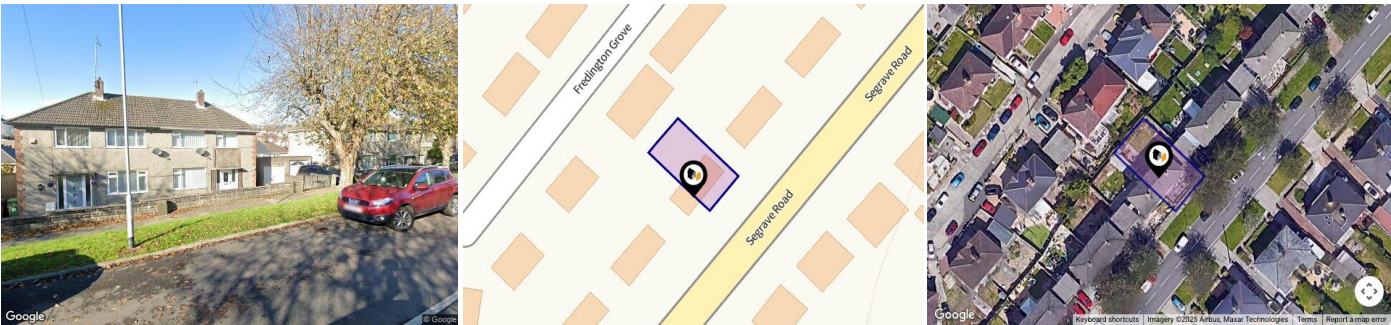 Google
© Google
Fredington Grove
Segrave Road
Segrave Road
Google
Keyboard shortcuts
Imagery ©2025 Airbus, Maxar Technologies
Terms
Report a map error